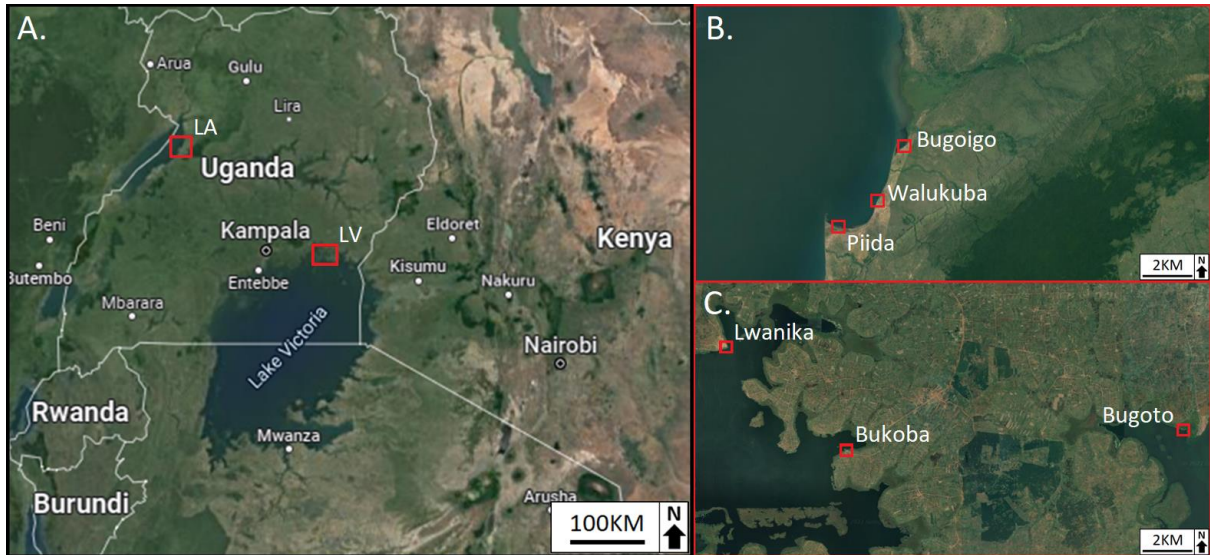 A.
Arua
Gulu
Lira
LA
Uganda
Kampala
LV
Eldoret
Kenya
Beni
Butembo
Entebbe
Kisumu
Nakuru
Mbarara
Lake Victoria
Nairobi
Rwanda
Mwanza
Burundi
Arusha
100KM
N
B.
Bugoigo
Walukuba
Piida
2KM
N
C.
Lwanika
Bukoba
Bugoto
2KM
N